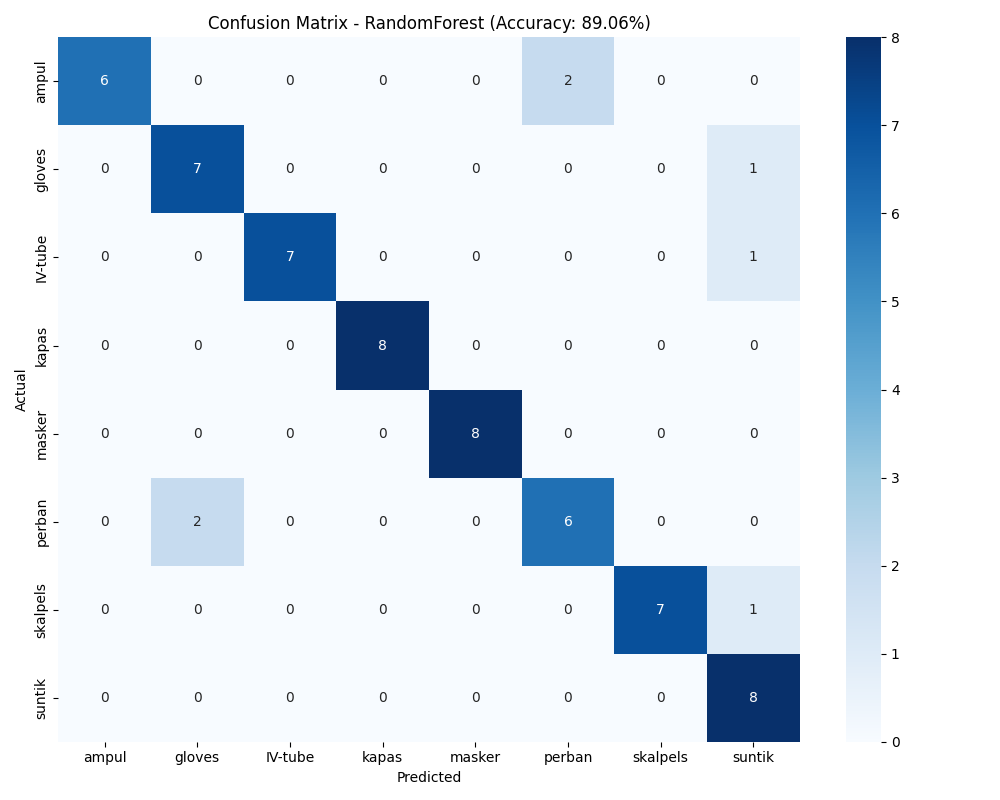 Confusion Matrix - RandomForest (Accuracy: 89.06%)
ampul 6 0 0 0 0 2 0 0
gloves 0 7 0 0 0 0 0 1
IV-tube 0 0 7 0 0 0 0 1
kapas 0 0 0 8 0 0 0 0
masker 0 0 0 0 8 0 0 0
perban 0 2 0 0 0 6 0 0
skalpels 0 0 0 0 0 0 7 1
suntik 0 0 0 0 0 0 0 8
Actual
ampul gloves IV-tube kapas masker perban skalpels suntik
Predicted
8
7
6
5
4
3
2
1
0